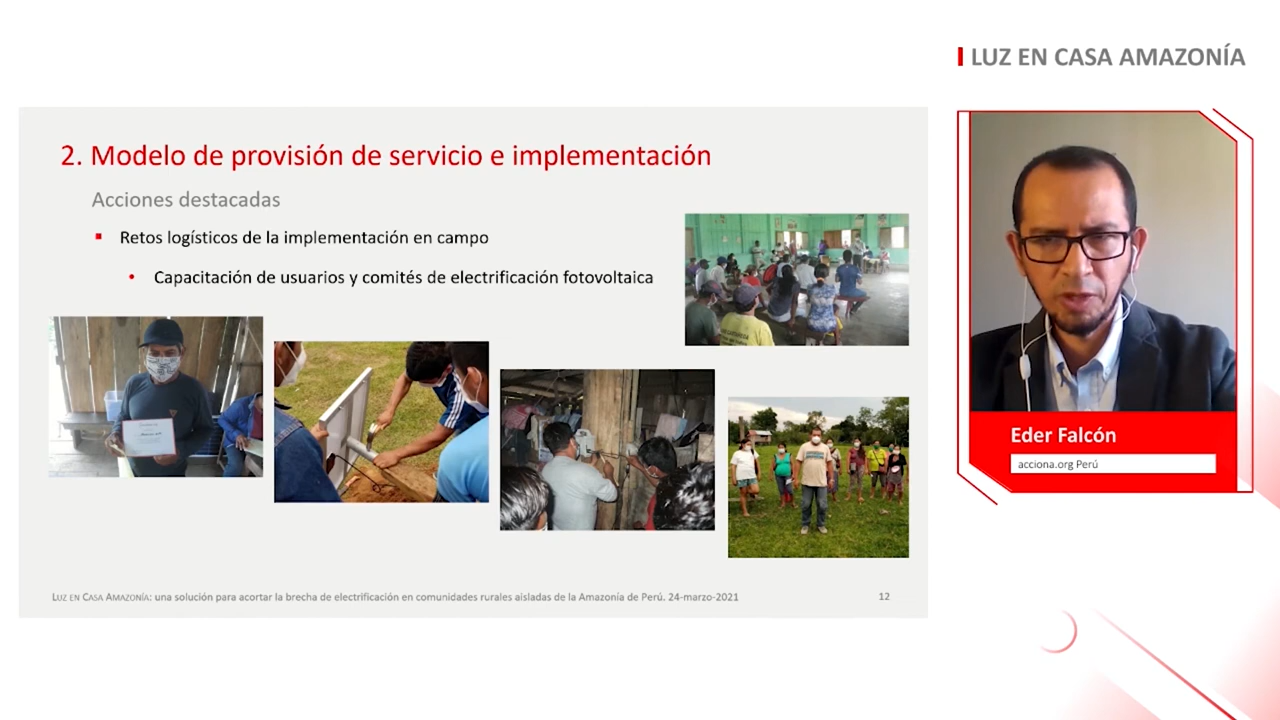 LUZ EN CASA AMAZONÍA
2. Modelo de provisión de servicio e implementación
Acciones destacadas
Retos logísticos de la implementación en campo
Capacitación de usuarios y comités de electrificación fotovoltaica
Eder Falcón
acciona.org Perú
LUZ EN CASA AMAZONÍA: una solución para acortar la brecha de electrificación en comunidades rurales aisladas de la Amazonía de Perú. 24-marzo-2021
12